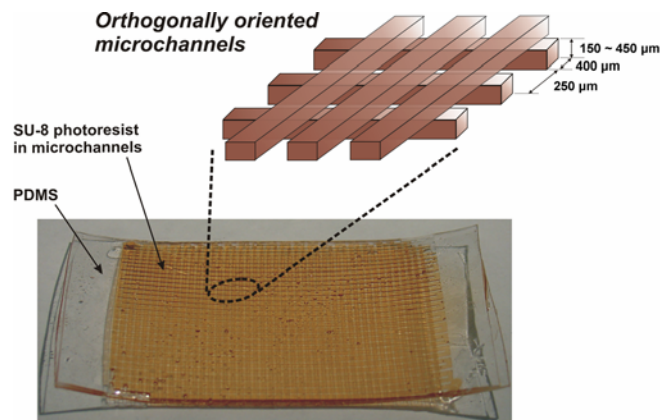 Orthogonally oriented
microchannels
150 ~ 450 µm
400 µm
250 µm
SU-8 photoresist
in microchannels
PDMS